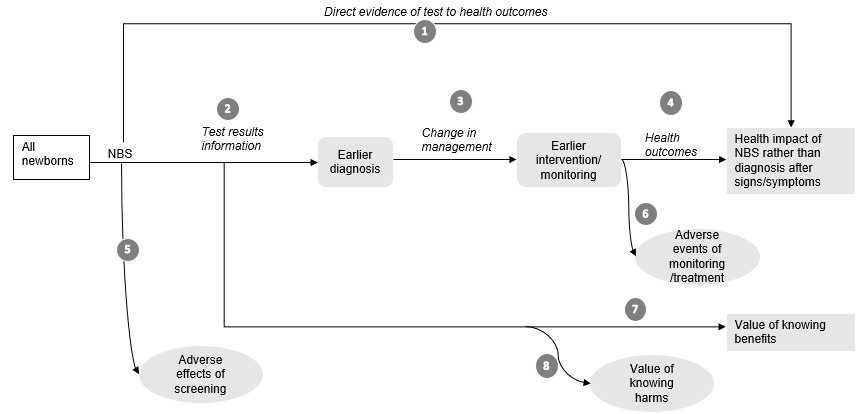 Direct evidence of test to health outcomes
1
2
3
4
Test results
information
Change in
management
Health
outcomes
All
newborns
NBS
Earlier
diagnosis
Earlier
intervention/
monitoring
Health impact of
NBS rather than
diagnosis after
signs/symptoms
5
6
Adverse
events of
monitoring
/treatment
7
Value of knowing
benefits
8
Adverse
effects of
screening
Value of
knowing
harms